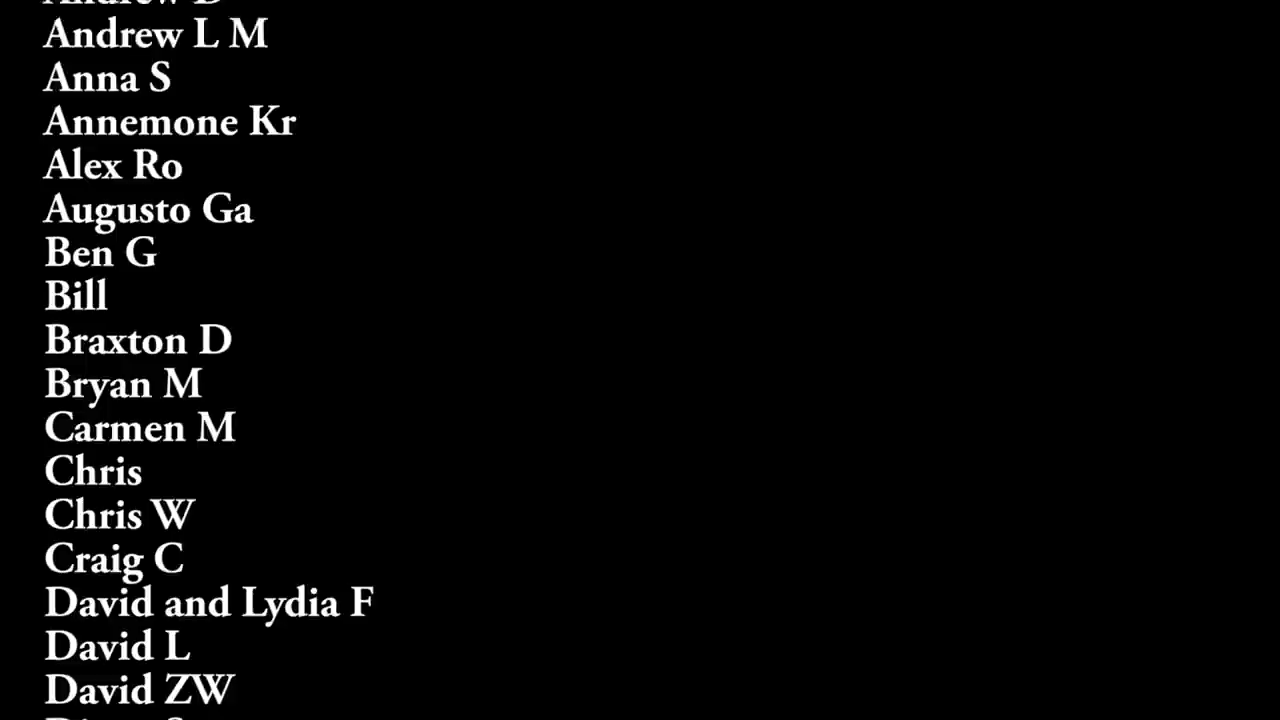 Andrew L M
Anna S
Annemone Kr
Alex Ro
Augusto Ga
Ben G
Bill
Braxton D
Bryan M
Carmen M
Chris
Chris W
Craig C
David and Lydia F
David L
David ZW